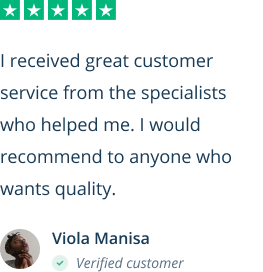 I received great customer
service from the specialists
who helped me. I would
recommend to anyone who
wants quality.
Viola Manisa
Verified customer